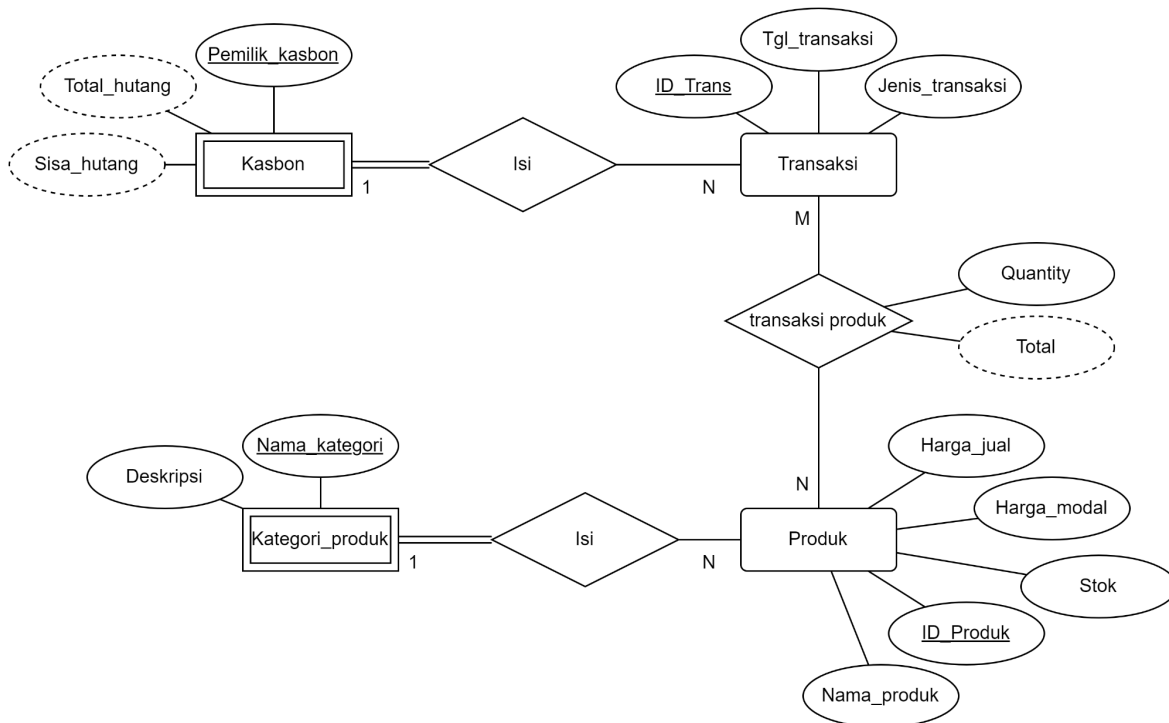 Tgl_transaksi
Pemilik_kasbon
Total_hutang
ID_Trans
Jenis_transaksi
Sisa_hutang
Kasbon
Isi
Transaksi
1
N
M
Quantity
transaksi produk
Total
Nama_kategori
Harga_jual
Deskripsi
N
Harga_modal
Kategori_produk
Isi
Produk
1
N
Stok
ID_Produk
Nama_produk